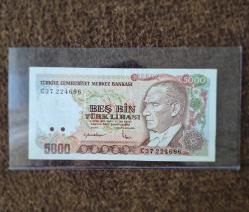 TÜRKİYE CUMHURİYET MERKEZ BANKASI
5000
C37 224696
BEŞ BİN
TÜRK LİRASI
5000
C37 224696